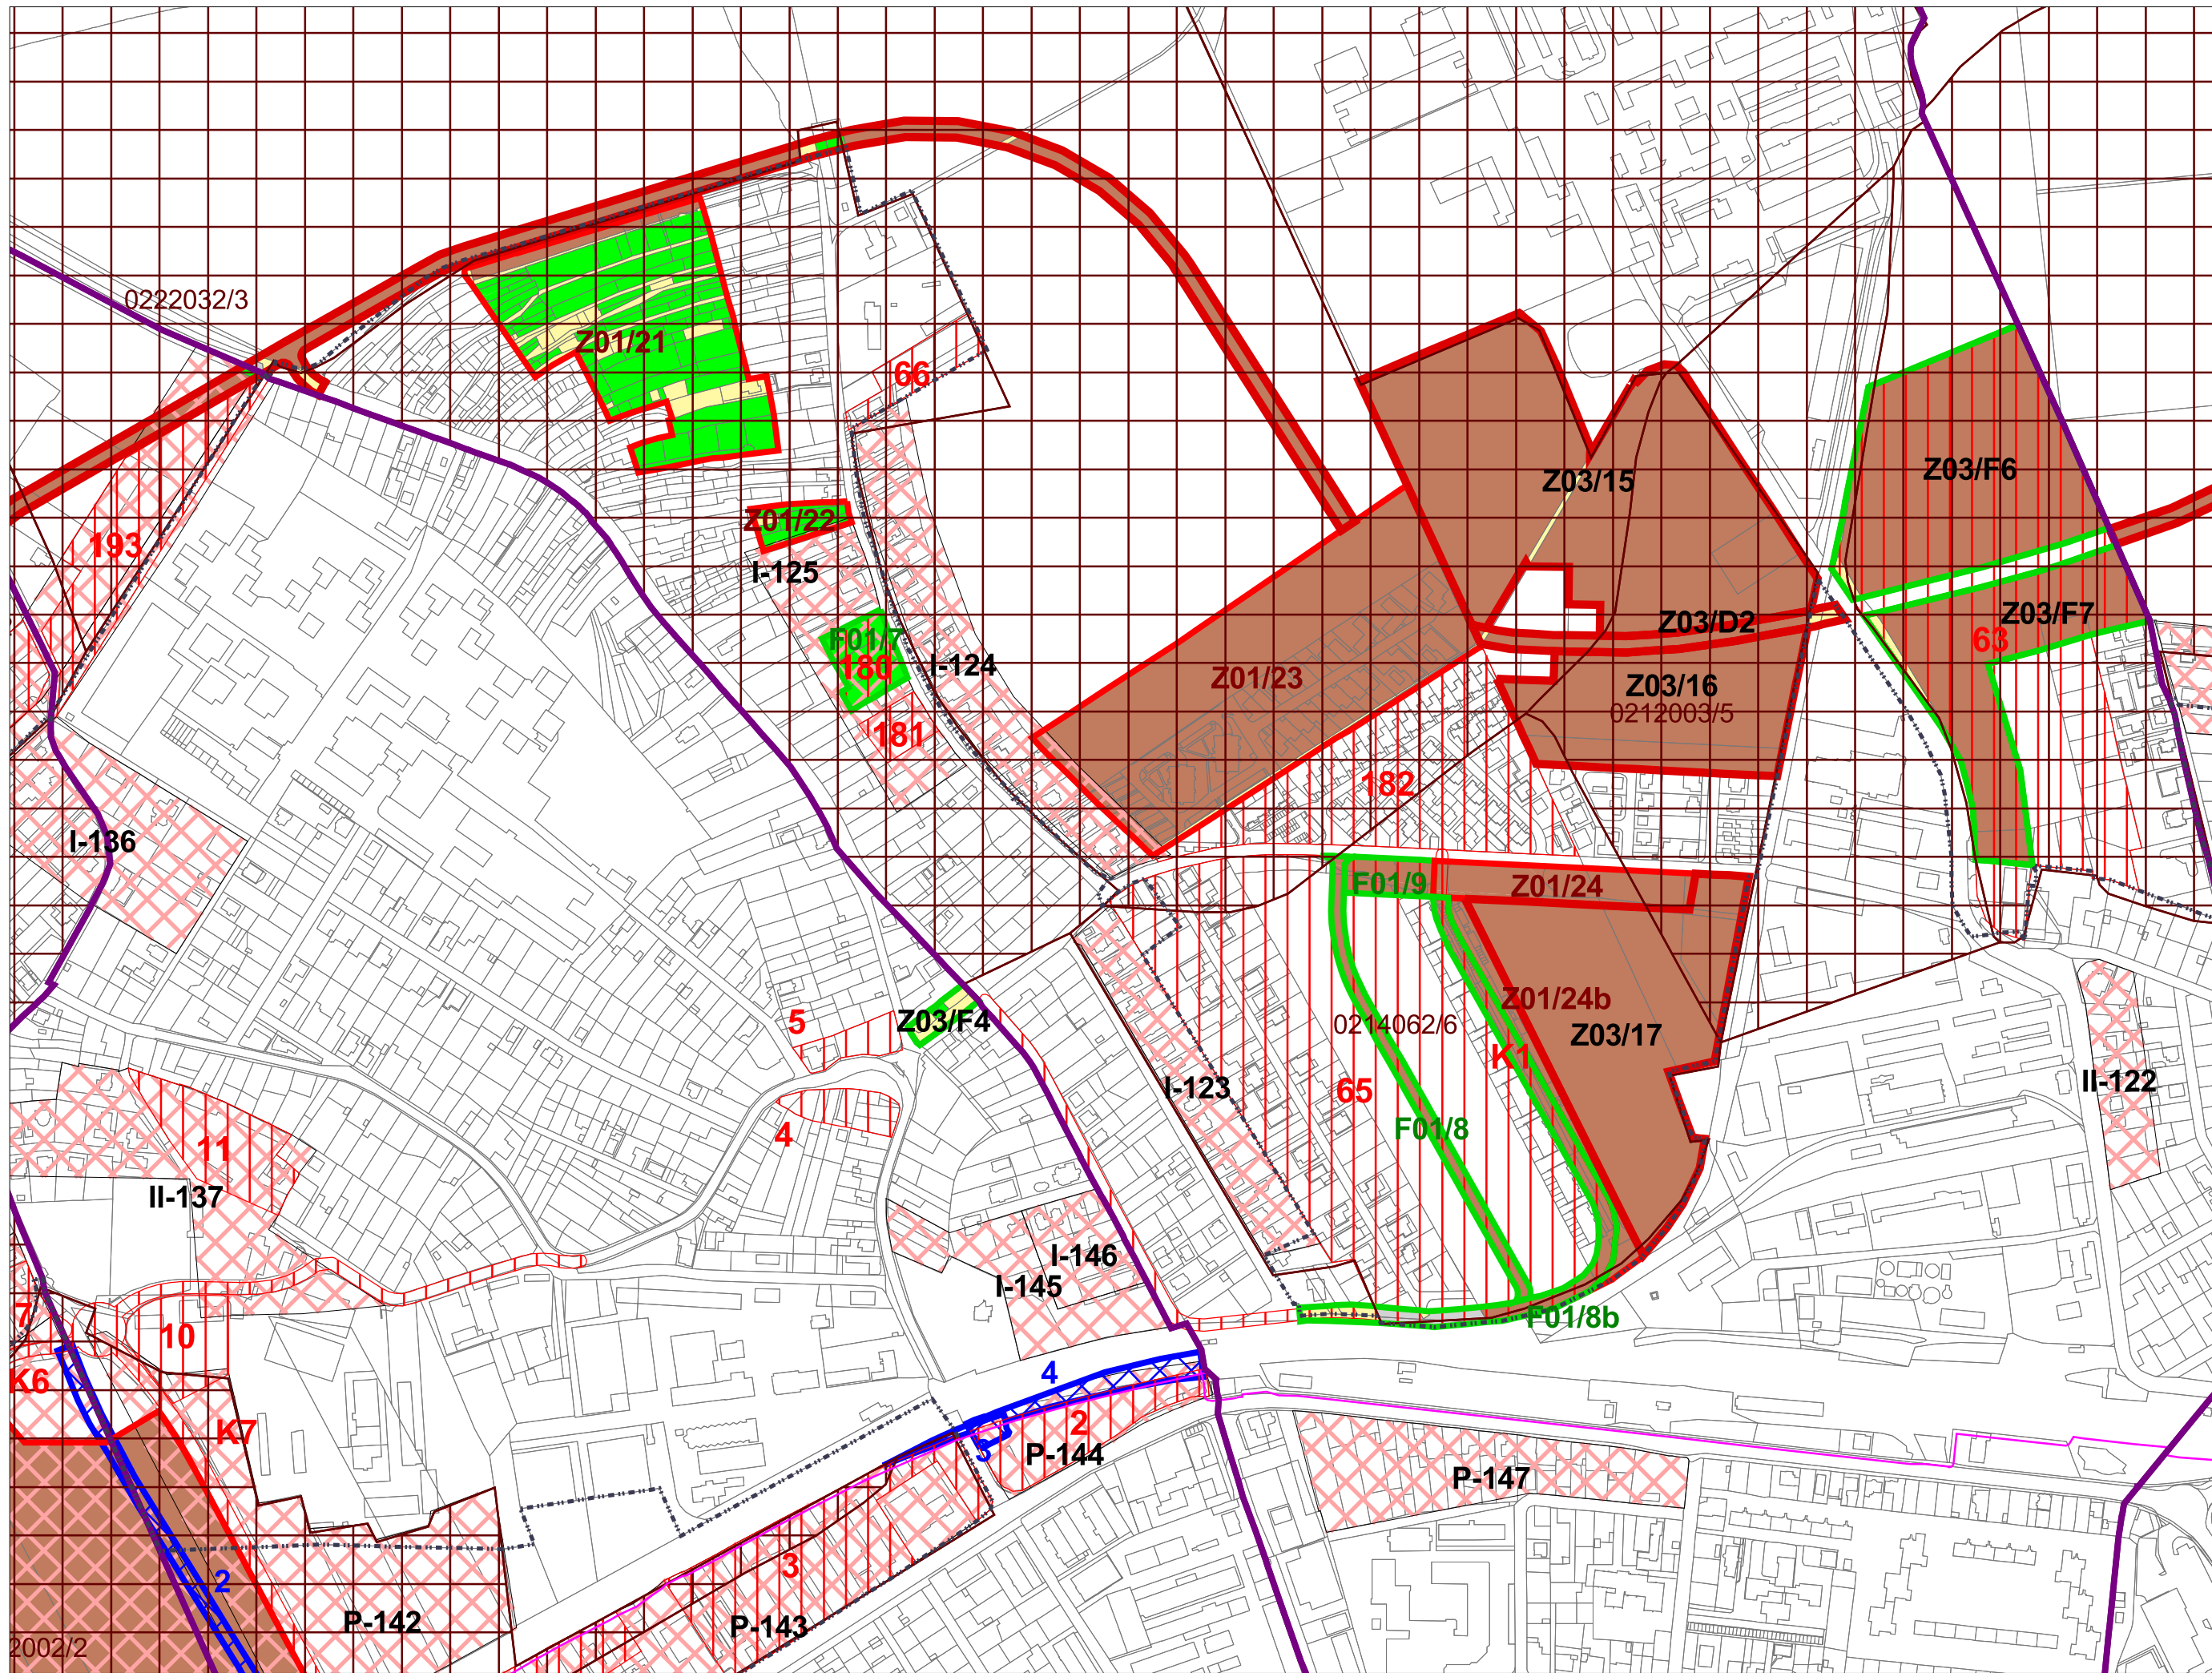 0222032/3
Z01/21
66
Z03/15
Z03/F6
193
Z01/22
I-125
F01/7
180
I-124
Z03/D2
Z03/F7
63
Z01/23
Z03/16
0212003/5
181
182
I-136
F01/9
Z01/24
Z01/24b
Z03/17
5
Z03/F4
0214062/6
K1
I-123
65
II-122
F01/8
4
11
II-137
I-146
I-145
7
10
F01/8b
4
K6
K7
2
3
P-144
P-147
3
2
P-142
P-143
2002/2